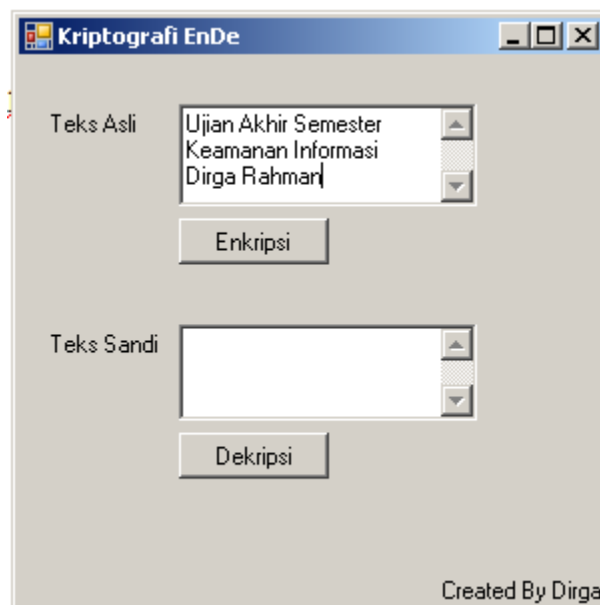 Kriptografi EnDe
Teks Asli
Ujian Akhir Semester
Keamanan Informasi
Dirga Rahman
Enkripsi
Teks Sandi
Dekripsi
Created By Dirga